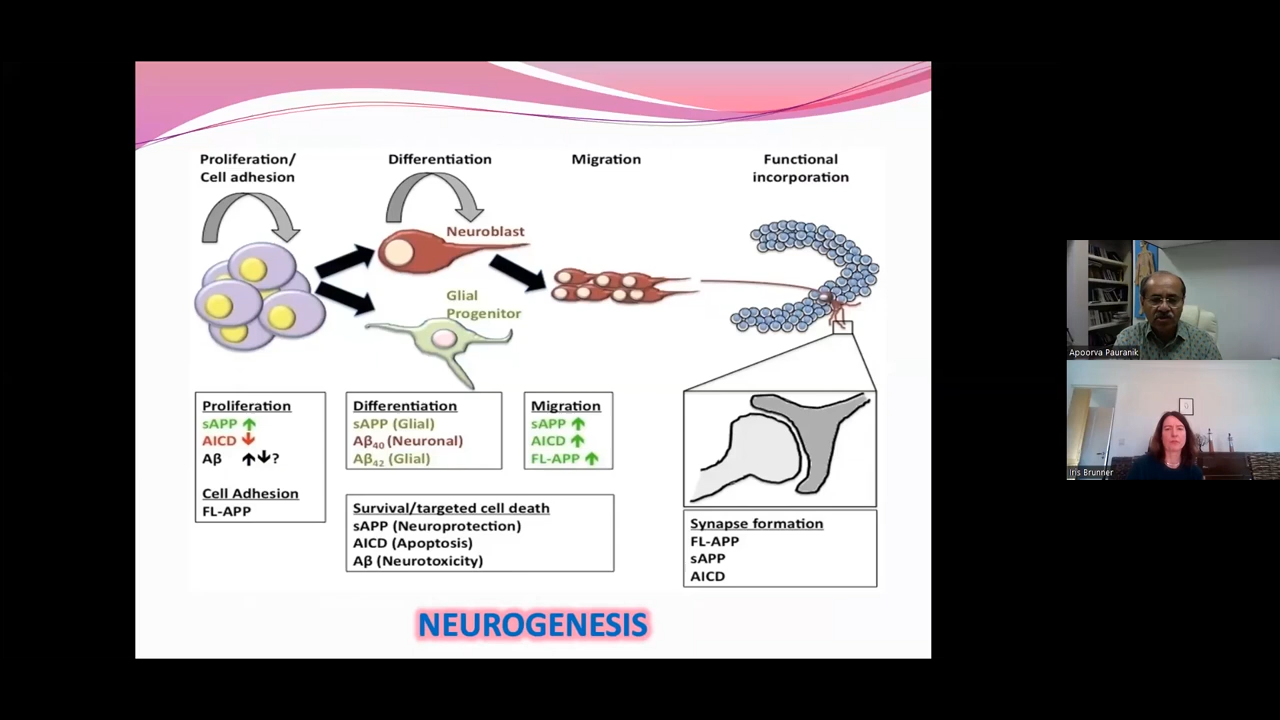 Proliferation/
Cell adhesion
Differentiation
Migration
Functional
incorporation
Neuroblast
Glial
Progenitor
Proliferation
sAPP
AICD
Aβ ?
Cell Adhesion
FL-APP
Differentiation
sAPP (Glial)
Aβ40 (Neuronal)
Aβ42 (Glial)
Migration
sAPP
AICD
FL-APP
Survival/targeted cell death
sAPP (Neuroprotection)
AICD (Apoptosis)
Aβ (Neurotoxicity)
Synapse formation
FL-APP
sAPP
AICD
NEUROGENESIS
Apoorva Pauranik
Iris Brunner